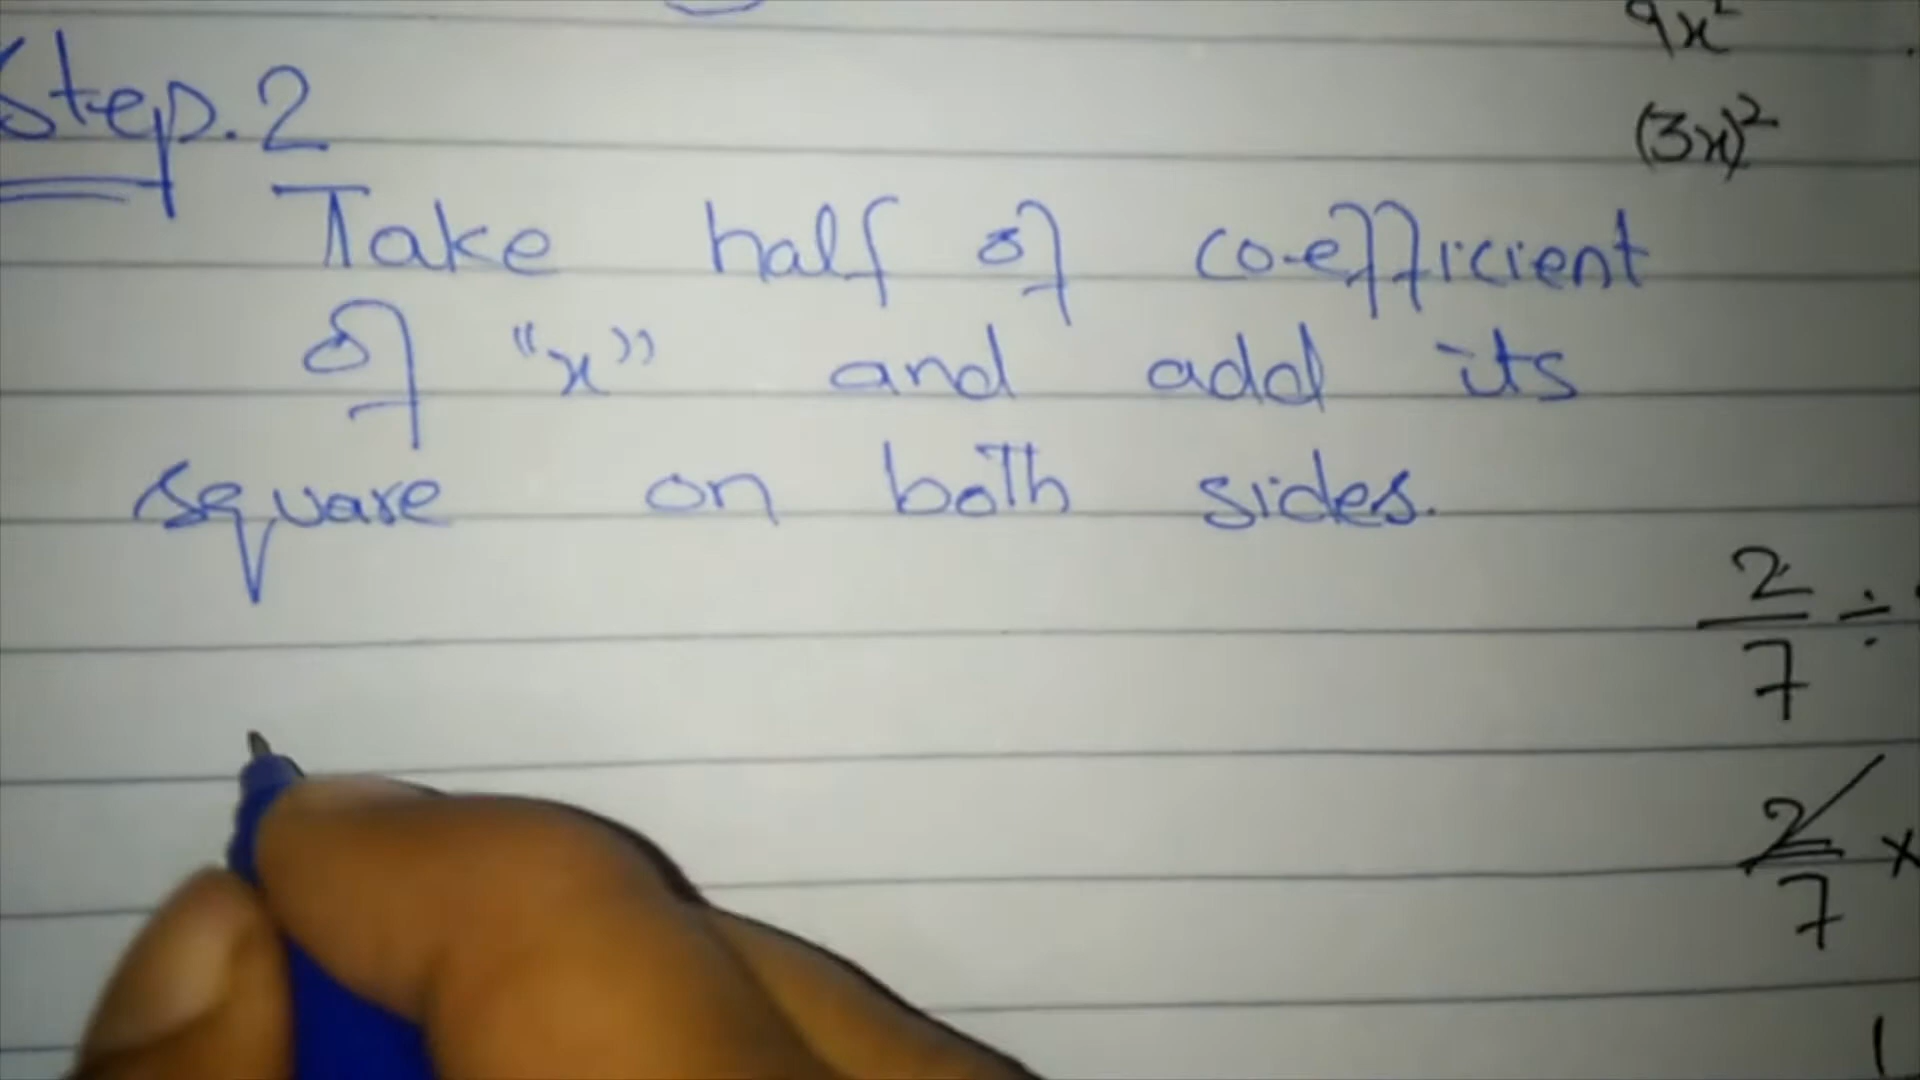 9x²
Step.2
(3x)²
Take half of co-efficient
of "x" and add its
square on both sides.
2/7 ÷
2/7 ×